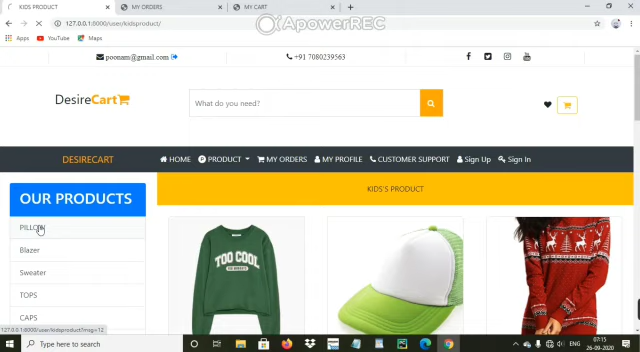 KIDS PRODUCT
MY ORDERS
MY CART
127.0.0.1:8000/user/kidsproduct/
ApowerREC
Apps
YouTube
Maps
poonam@gmail.com
+91 7080239563
DesireCart
What do you need?
DESIRECART
HOME
PRODUCT
MY ORDERS
MY PROFILE
CUSTOMER SUPPORT
Sign Up
Sign In
OUR PRODUCTS
KID'S PRODUCT
PILLOW
Blazer
Sweater
TOPS
CAPS
TOO COOL
127.0.0.1:8000/user/kidsproduct?msg=12
Type here to search
ENG
07:15
26-09-2020